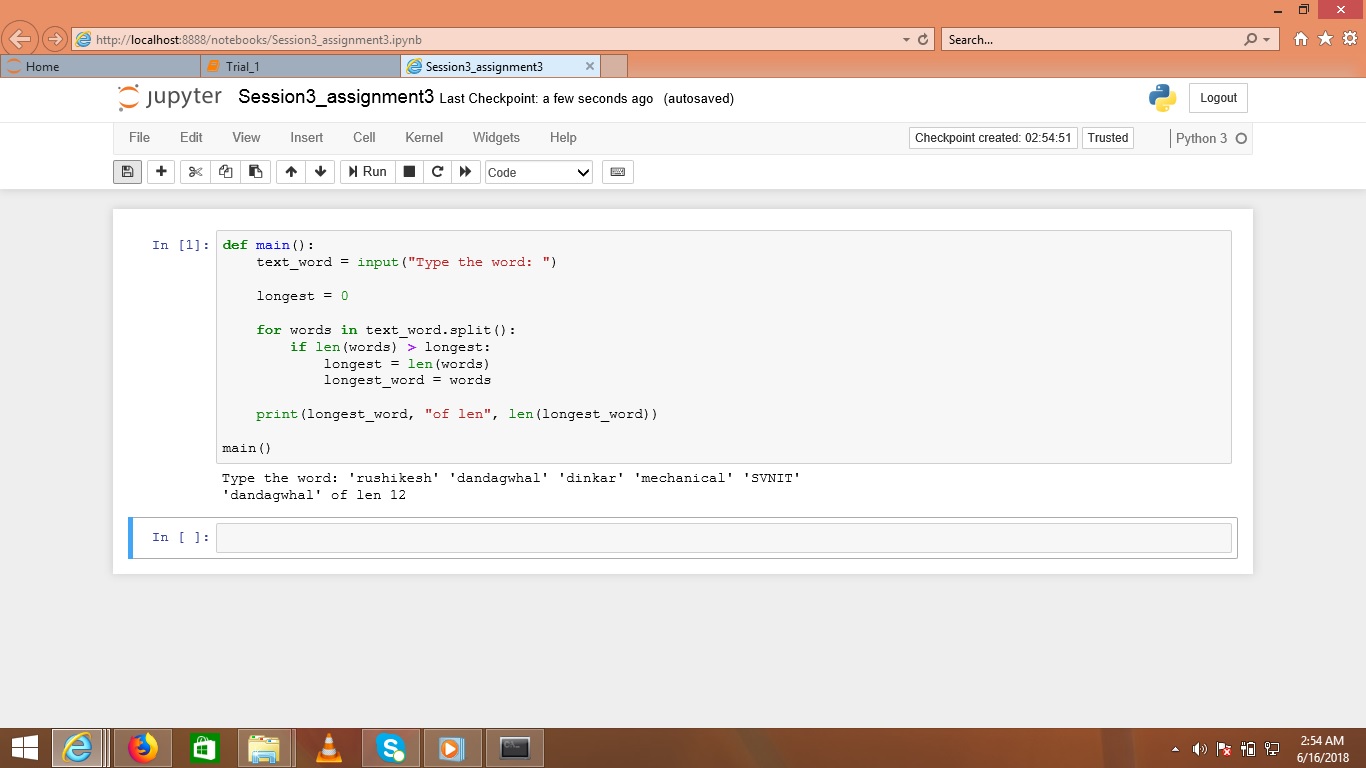 http://localhost:8888/notebooks/Session3_assignment3.ipynb
Search...
Home
Trial_1
Session3_assignment3
jupyter Session3_assignment3 Last Checkpoint: a few seconds ago (autosaved)
Logout
File Edit View Insert Cell Kernel Widgets Help
Checkpoint created: 02:54:51 Trusted Python 3
Run Code
In [1]: def main():
    text_word = input("Type the word: ")
    longest = 0
    for words in text_word.split():
        if len(words) > longest:
            longest = len(words)
            longest_word = words
    print(longest_word, "of len", len(longest_word))
main()
Type the word: 'rushikesh' 'dandagwhal' 'dinkar' 'mechanical' 'SVNIT'
'dandagwhal' of len 12
In [ ]:
2:54 AM
6/16/2018